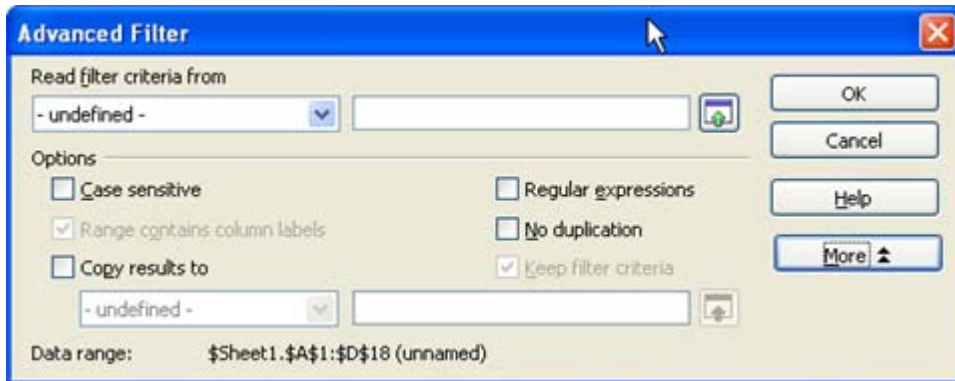 Advanced Filter
Read filter criteria from
- undefined -
OK
Cancel
Options
Case sensitive
Regular expressions
Help
Range contains column labels
No duplication
More
Copy results to
Keep filter criteria
- undefined -
Data range: $Sheet1.$A$1:$D$18 (unnamed)